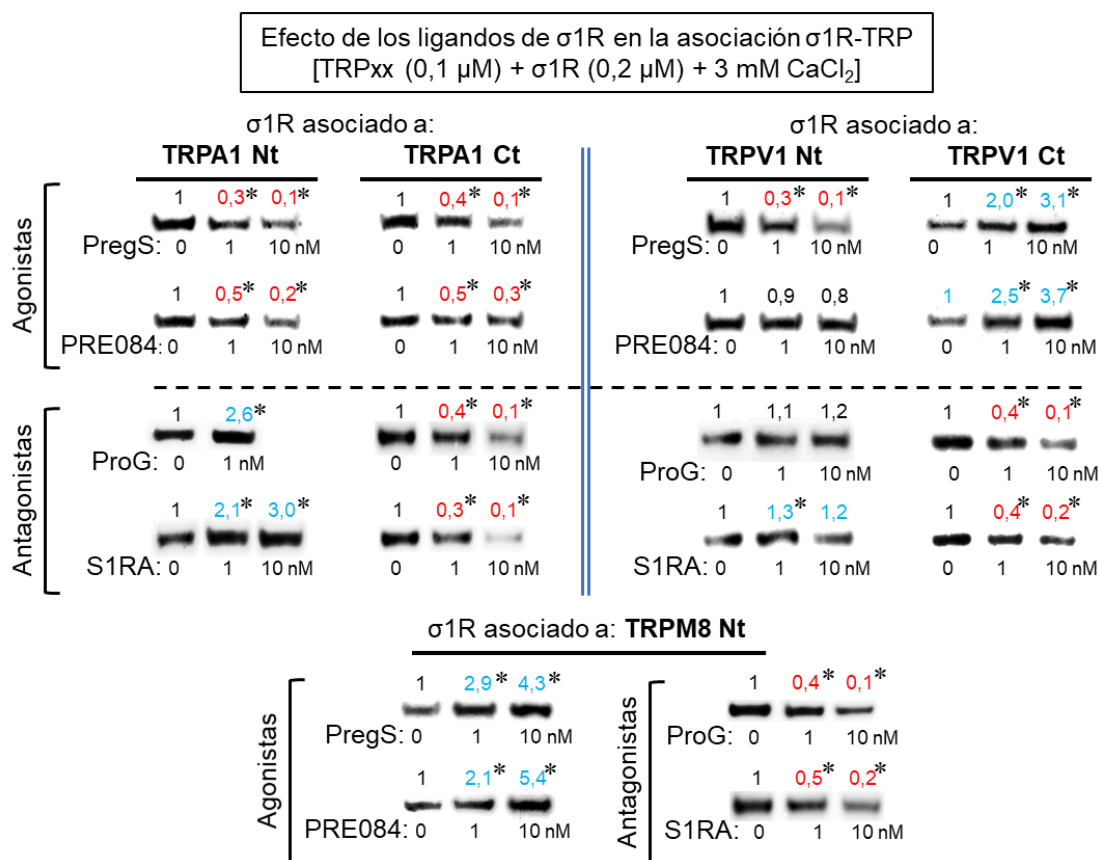 Efecto de los ligandos de σ1R en la asociación σ1R-TRP
[TRPxx (0,1 µM) + σ1R (0,2 µM) + 3 mM CaCl₂]
σ1R asociado a:
TRPA1 Nt TRPA1 Ct
σ1R asociado a:
TRPV1 Nt TRPV1 Ct
Agonistas
1 0,3* 0,1*
PregS: 0 1 10 nM
1 0,4* 0,1*
0 1 10 nM
1 0,3* 0,1*
PregS: 0 1 10 nM
1 2,0* 3,1*
0 1 10 nM
1 0,5* 0,2*
PRE084: 0 1 10 nM
1 0,5* 0,3*
0 1 10 nM
1 0,9 0,8
PRE084: 0 1 10 nM
1 2,5* 3,7*
0 1 10 nM
Antagonistas
1 2,6*
ProG: 0 1 nM
1 0,4* 0,1*
0 1 10 nM
1 1,1 1,2
ProG: 0 1 10 nM
1 0,4* 0,1*
0 1 10 nM
1 2,1* 3,0*
S1RA: 0 1 10 nM
1 0,3* 0,1*
0 1 10 nM
1 1,3* 1,2
S1RA: 0 1 10 nM
1 0,4* 0,2*
0 1 10 nM
σ1R asociado a: TRPM8 Nt
Agonistas
1 2,9* 4,3*
PregS: 0 1 10 nM
1 2,1* 5,4*
PRE084: 0 1 10 nM
Antagonistas
1 0,4* 0,1*
ProG: 0 1 10 nM
1 0,5* 0,2*
S1RA: 0 1 10 nM